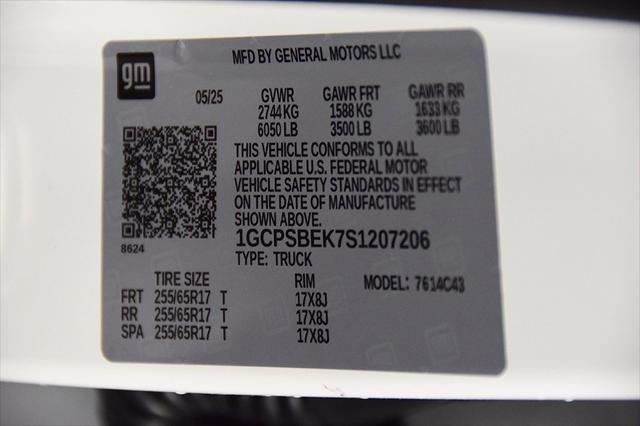 gm
MFD BY GENERAL MOTORS LLC
05/25 GVWR GAWR FRT GAWR RR
2744 KG 1588 KG 1633 KG
6050 LB 3500 LB 3600 LB
THIS VEHICLE CONFORMS TO ALL
APPLICABLE U.S. FEDERAL MOTOR
VEHICLE SAFETY STANDARDS IN EFFECT
ON THE DATE OF MANUFACTURE
SHOWN ABOVE.
8624
1GCPSBEK7S1207206
TYPE: TRUCK
TIRE SIZE RIM MODEL: 7614C43
FRT 255/65R17 T 17X8J
RR 255/65R17 T 17X8J
SPA 255/65R17 T 17X8J